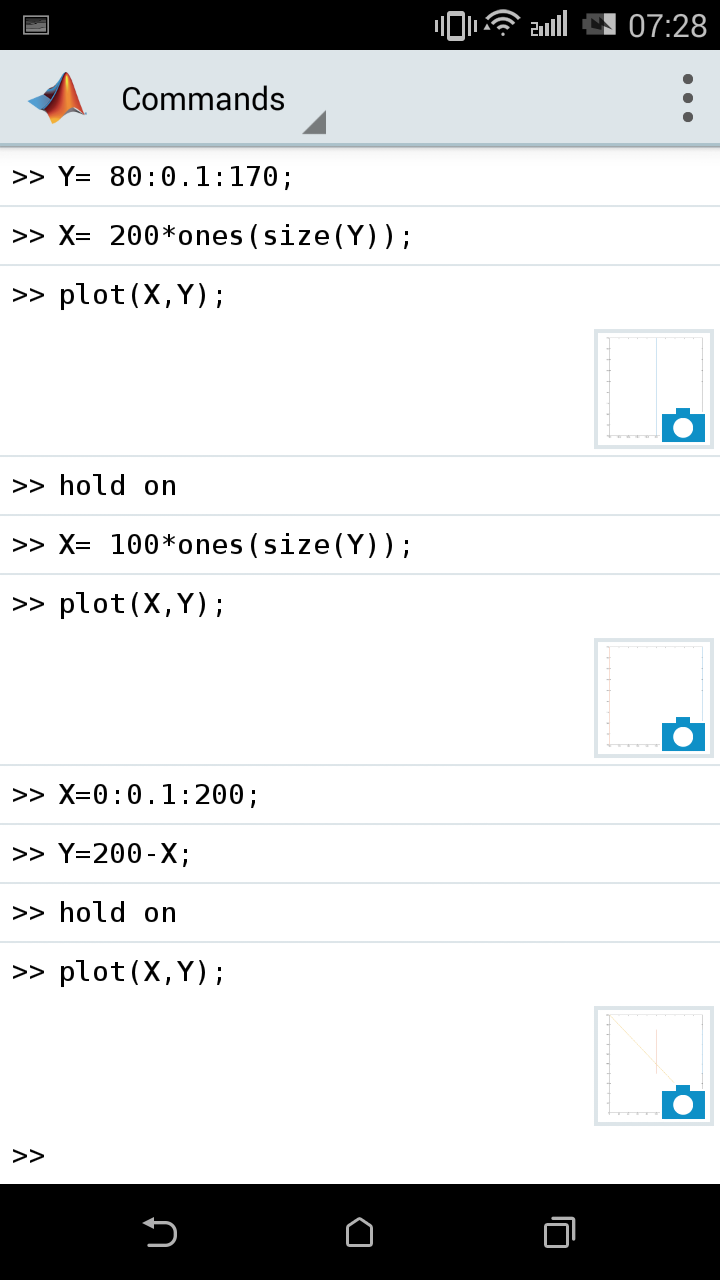 07:28
Commands
>> Y= 80:0.1:170;
>> X= 200*ones(size(Y));
>> plot(X,Y);
>> hold on
>> X= 100*ones(size(Y));
>> plot(X,Y);
>> X=0:0.1:200;
>> Y=200-X;
>> hold on
>> plot(X,Y);
>>